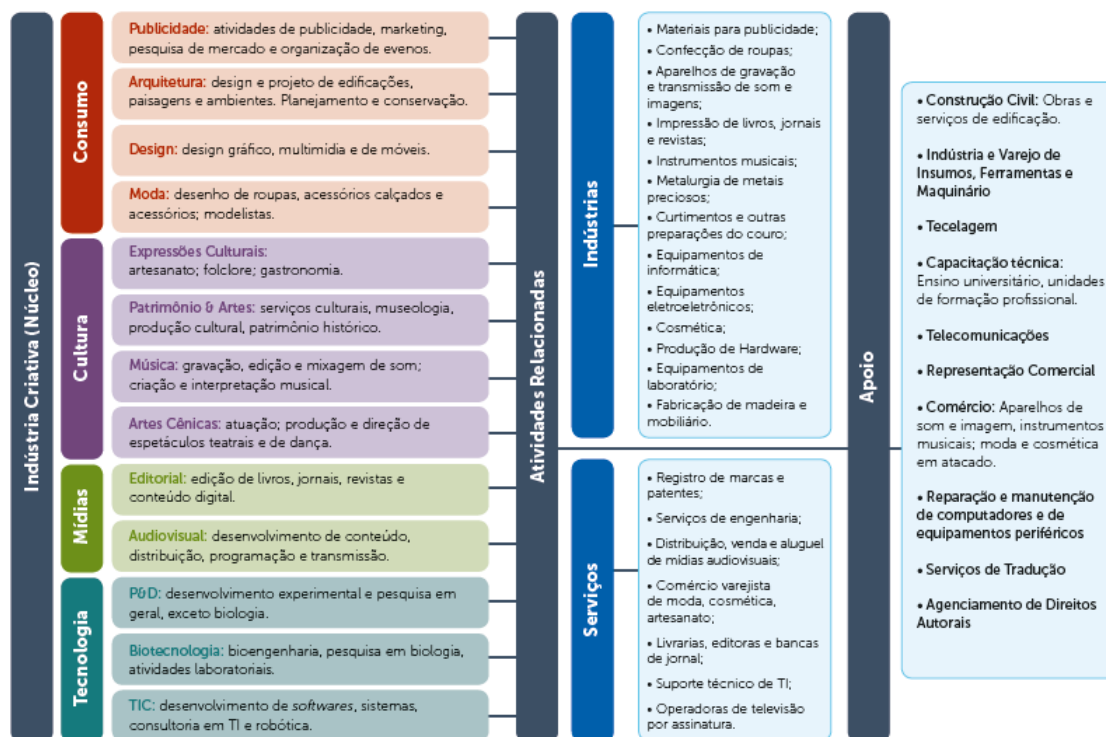 Indústria Criativa (Núcleo)
Consumo
Publicidade: atividades de publicidade, marketing,
pesquisa de mercado e organização de evenos.
Arquitetura: design e projeto de edificações,
paisagens e ambientes. Planejamento e conservação.
Design: design gráfico, multimídia e de móveis.
Moda: desenho de roupas, acessórios calçados e
acessórios; modelistas.
Cultura
Expressões Culturais:
artesanato; folclore; gastronomia.
Patrimônio & Artes: serviços culturais, museologia,
produção cultural, patrimônio histórico.
Música: gravação, edição e mixagem de som;
criação e interpretação musical.
Artes Cênicas: atuação; produção e direção de
espetáculos teatrais e de dança.
Mídias
Editorial: edição de livros, jornais, revistas e
conteúdo digital.
Audiovisual: desenvolvimento de conteúdo,
distribuição, programação e transmissão.
Tecnologia
P&D: desenvolvimento experimental e pesquisa em
geral, exceto biologia.
Biotecnologia: bioengenharia, pesquisa em biologia,
atividades laboratoriais.
TIC: desenvolvimento de softwares, sistemas,
consultoria em TI e robótica.
Atividades Relacionadas
Indústrias
• Materiais para publicidade;
• Confecção de roupas;
• Aparelhos de gravação
e transmissão de som e
imagens;
• Impressão de livros, jornais
e revistas;
• Instrumentos musicais;
• Metalurgia de metais
preciosos;
• Curtimentos e outras
preparações do couro;
• Equipamentos de
informática;
• Equipamentos
eletroeletrônicos;
• Cosmética;
• Produção de Hardware;
• Equipamentos de
laboratório;
• Fabricação de madeira e
mobiliário.
Serviços
• Registro de marcas e
patentes;
• Serviços de engenharia;
• Distribuição, venda e aluguel
de mídias audiovisuais;
• Comércio varejista
de moda, cosmética,
artesanato;
• Livrarias, editoras e bancas
de jornal;
• Suporte técnico de TI;
• Operadoras de televisão
por assinatura.
Apoio
• Construção Civil: Obras e
serviços de edificação.
• Indústria e Varejo de
Insumos, Ferramentas e
Maquinário
• Tecelagem
• Capacitação técnica:
Ensino universitário, unidades
de formação profissional.
• Telecomunicações
• Representação Comercial
• Comércio: Aparelhos de
som e imagem, instrumentos
musicais; moda e cosmética
em atacado.
• Reparação e manutenção
de computadores e de
equipamentos periféricos
• Serviços de Tradução
• Agenciamento de Direitos
Autorais